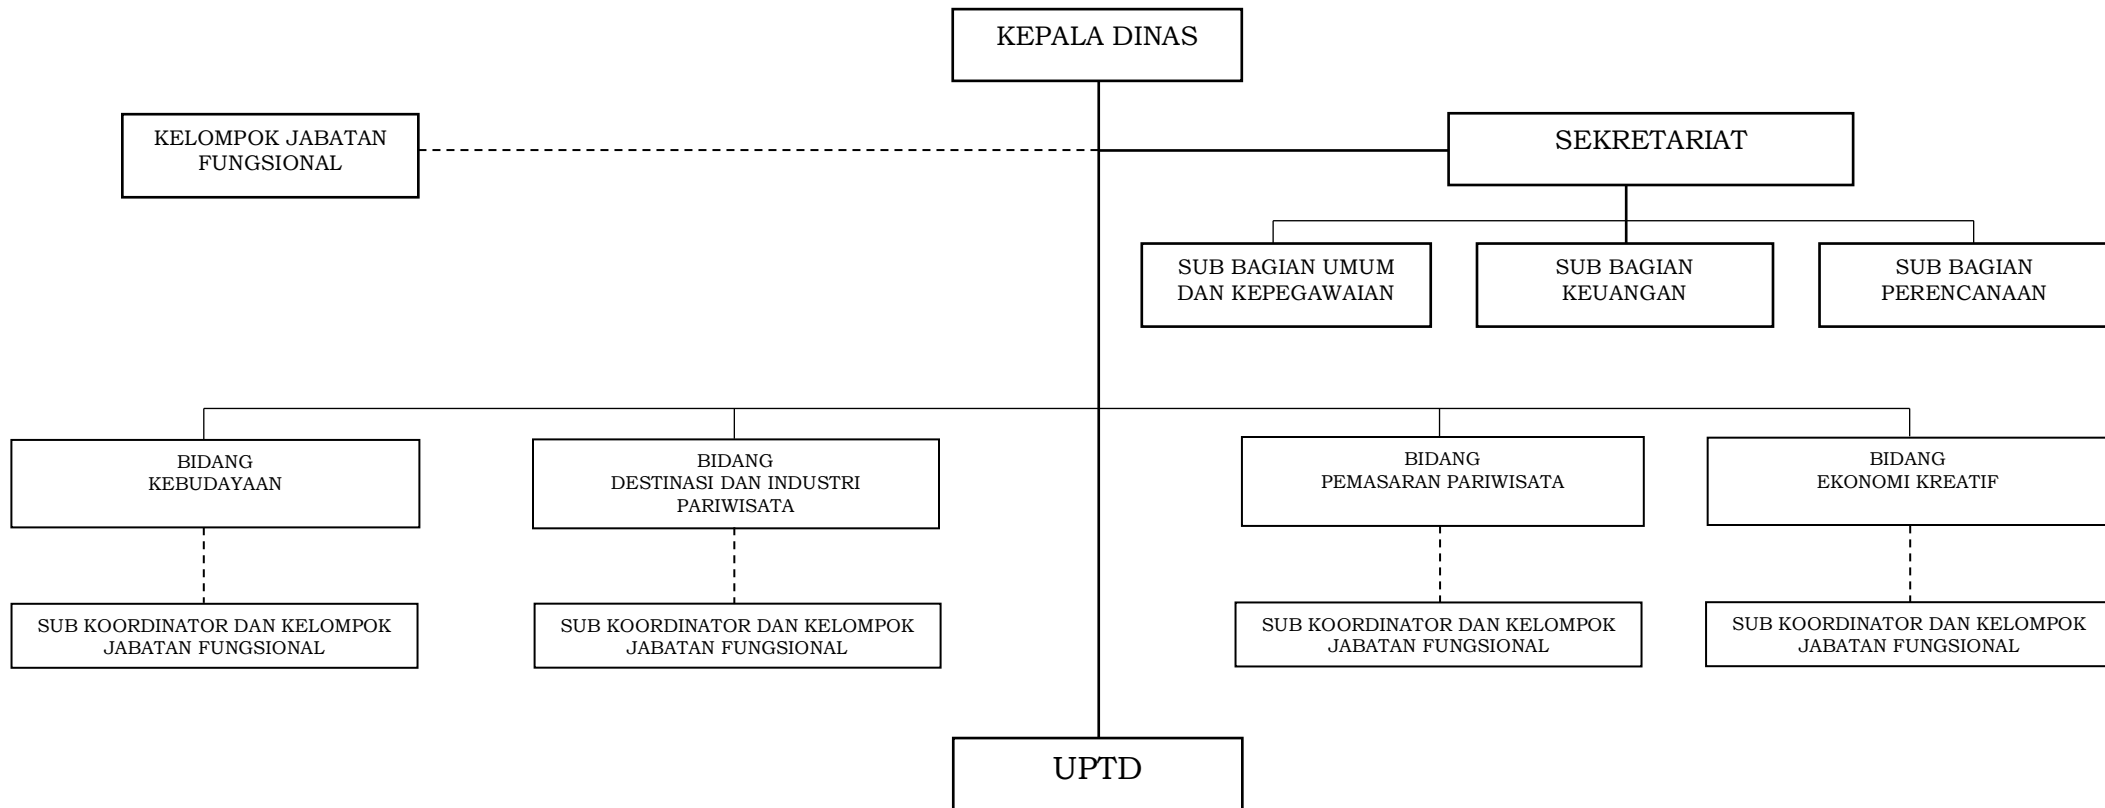 KEPALA DINAS
KELOMPOK JABATAN
FUNGSIONAL
SEKRETARIAT
SUB BAGIAN UMUM
DAN KEPEGAWAIAN
SUB BAGIAN
KEUANGAN
SUB BAGIAN
PERENCANAAN
BIDANG
KEBUDAYAAN
BIDANG
DESTINASI DAN INDUSTRI
PARIWISATA
BIDANG
PEMASARAN PARIWISATA
BIDANG
EKONOMI KREATIF
SUB KOORDINATOR DAN KELOMPOK
JABATAN FUNGSIONAL
SUB KOORDINATOR DAN KELOMPOK
JABATAN FUNGSIONAL
SUB KOORDINATOR DAN KELOMPOK
JABATAN FUNGSIONAL
SUB KOORDINATOR DAN KELOMPOK
JABATAN FUNGSIONAL
UPTD